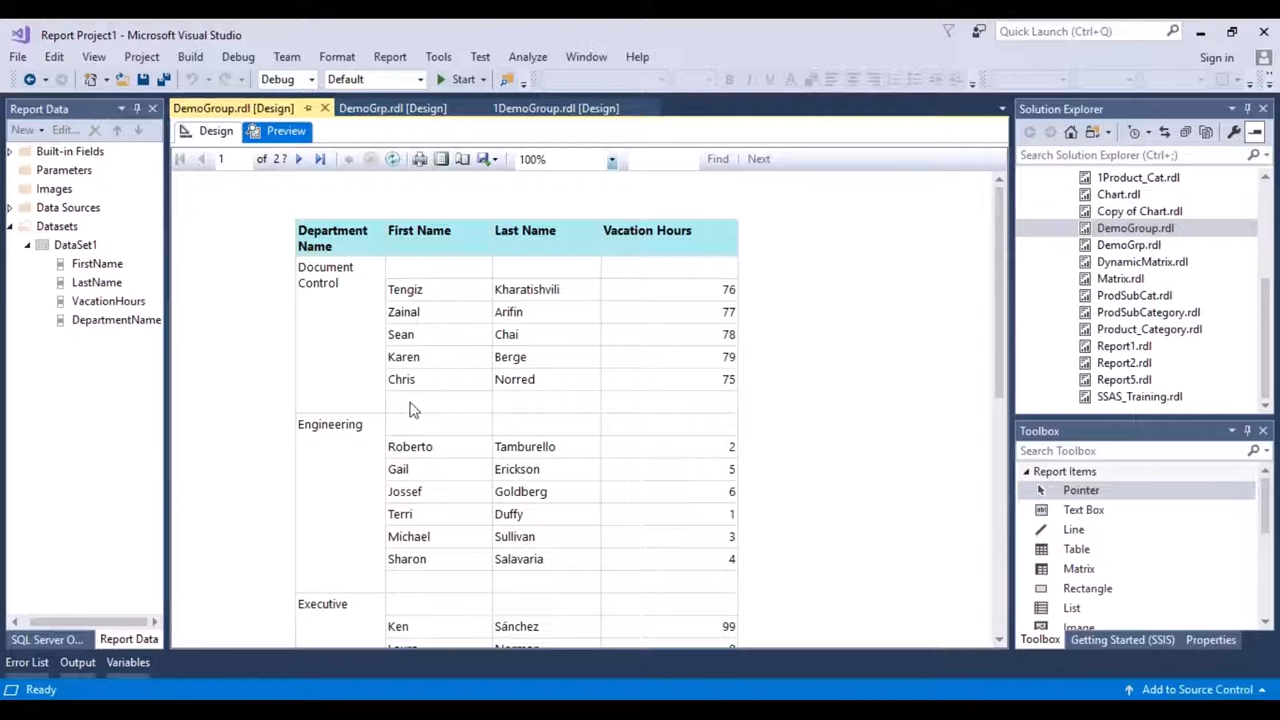 Report Project1 - Microsoft Visual Studio
Quick Launch (Ctrl+;)
File Edit View Project Build Debug Team Format Report Tools Test Analyze Window Help
Sign in
Debug Default Start
Report Data
DemoGroup.rdl [Design] DemoGrp.rdl [Design] 1DemoGroup.rdl [Design]
Solution Explorer
New Edit...
Design Preview
Search Solution Explorer (Ctrl+;)
1 of 2 ? 100% Find | Next
Built-in Fields
Parameters
Images
Data Sources
Datasets
DataSet1
FirstName
LastName
VacationHours
DepartmentName
Department Name First Name Last Name Vacation Hours
Document Control
Tengiz Kharatishvili 76
Zainal Arifin 77
Sean Chai 78
Karen Berge 79
Chris Norred 75
Engineering
Roberto Tamburello 2
Gail Erickson 5
Jossef Goldberg 6
Terri Duffy 1
Michael Sullivan 3
Sharon Salavaria 4
Executive
Ken Sánchez 99
1Product_Cat.rdl
Chart.rdl
Copy of Chart.rdl
DemoGroup.rdl
DemoGrp.rdl
DynamicMatrix.rdl
Matrix.rdl
ProdSubCat.rdl
ProdSubCategory.rdl
Product_Category.rdl
Report1.rdl
Report2.rdl
Report5.rdl
SSAS_Training.rdl
Toolbox
Search Toolbox
Report Items
Pointer
Text Box
Line
Table
Matrix
Rectangle
List
Image
SQL Server O... Report Data
Toolbox Getting Started (SSIS) Properties
Error List Output Variables
Ready
Add to Source Control